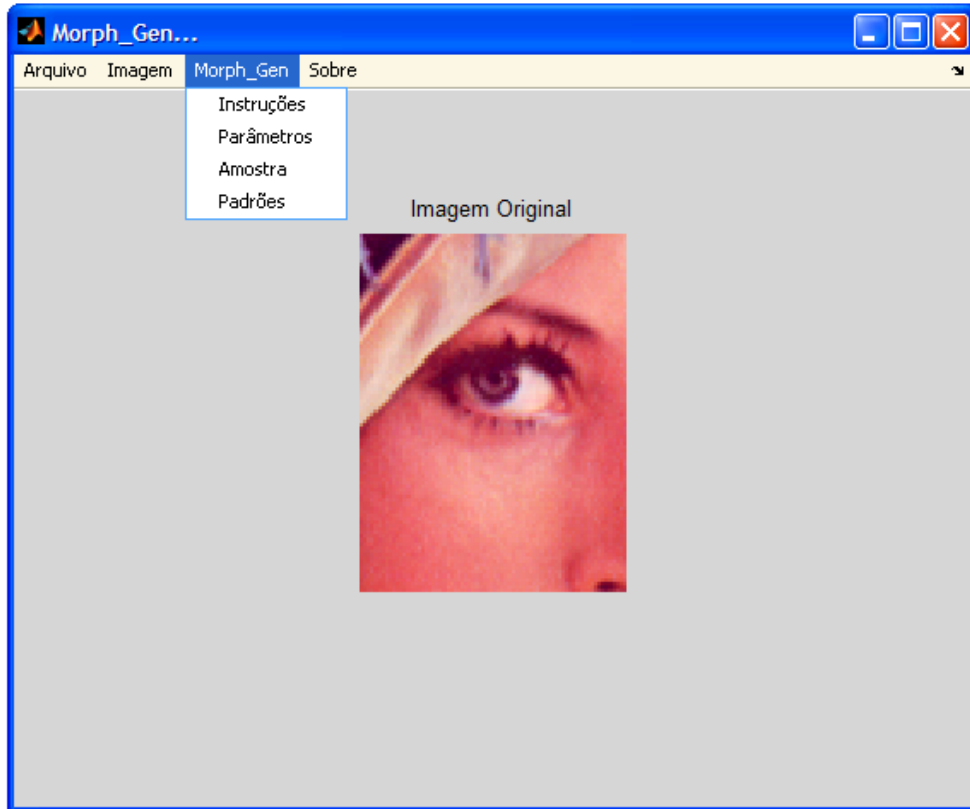 Morph_Gen...
Arquivo Imagem Morph_Gen Sobre
Instruções
Parâmetros
Amostra
Padrões
Imagem Original